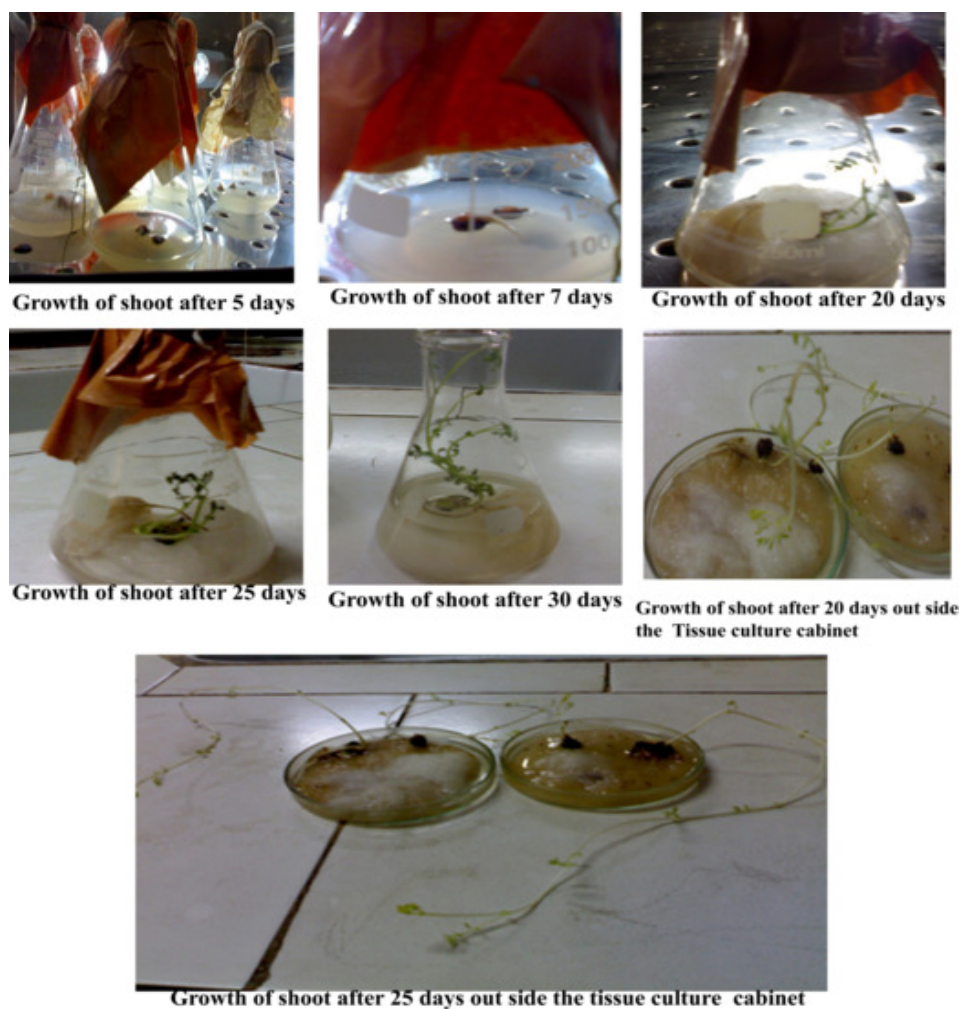 100
250ml
Growth of shoot after 5 days
Growth of shoot after 7 days
Growth of shoot after 20 days
Growth of shoot after 25 days
Growth of shoot after 30 days
Growth of shoot after 20 days out side
the Tissue culture cabinet
Growth of shoot after 25 days out side the tissue culture cabinet